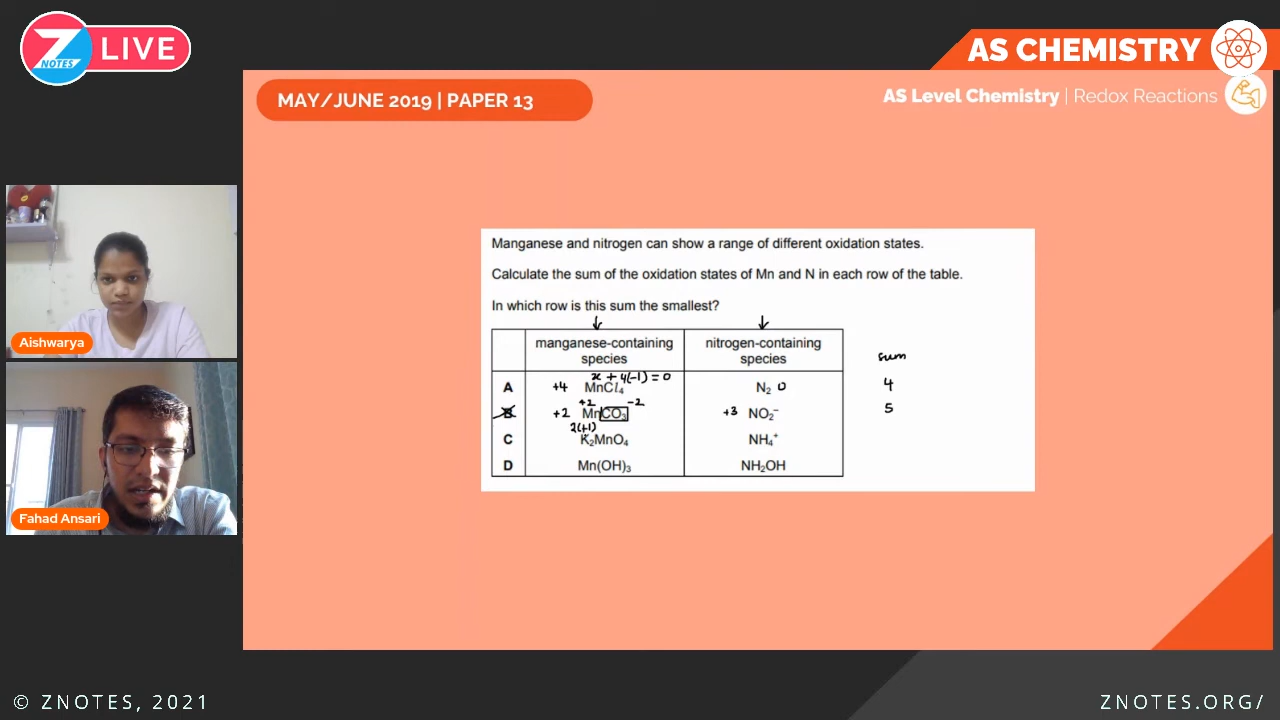 Z NOTES LIVE
AS CHEMISTRY
MAY/JUNE 2019 | PAPER 13
AS Level Chemistry | Redox Reactions
Manganese and nitrogen can show a range of different oxidation states.
Calculate the sum of the oxidation states of Mn and N in each row of the table.
In which row is this sum the smallest?
manganese-containing species nitrogen-containing species
sum
x + 4(-1) = 0
A +4 MnCl₄ N₂ 0 4
+2 -2
B +2 MnCO₃ +3 NO₂⁻ 5
2(+1)
C K₂MnO₄ NH₄⁺
D Mn(OH)₃ NH₂OH
Aishwarya
Fahad Ansari
© ZNOTES, 2021
ZNOTES.ORG/